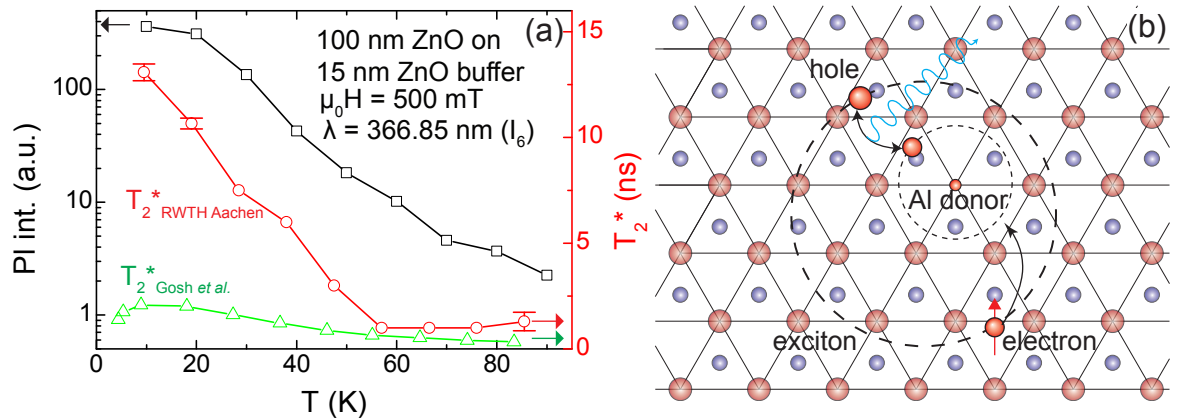 (a)
100 nm ZnO on
15 nm ZnO buffer
μ₀H = 500 mT
λ = 366.85 nm (I₆)
T₂* RWTH Aachen
T₂* Gosh et al.
Pl int. (a.u.)
100
10
1
0 20 40 60 80
T (K)
15
10
5
0
T₂* (ns)
(b)
hole
Al donor
exciton
electron